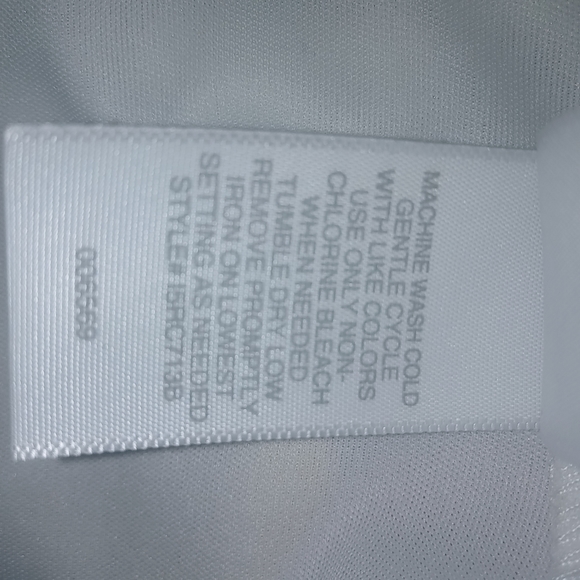 MACHINE WASH COLD
GENTLE CYCLE
WITH LIKE COLORS
USE ONLY NON-
CHLORINE BLEACH
WHEN NEEDED
TUMBLE DRY LOW
REMOVE PROMPTLY
IRON ON LOWEST
SETTING AS NEEDED
STYLE# I5RC713B
006569